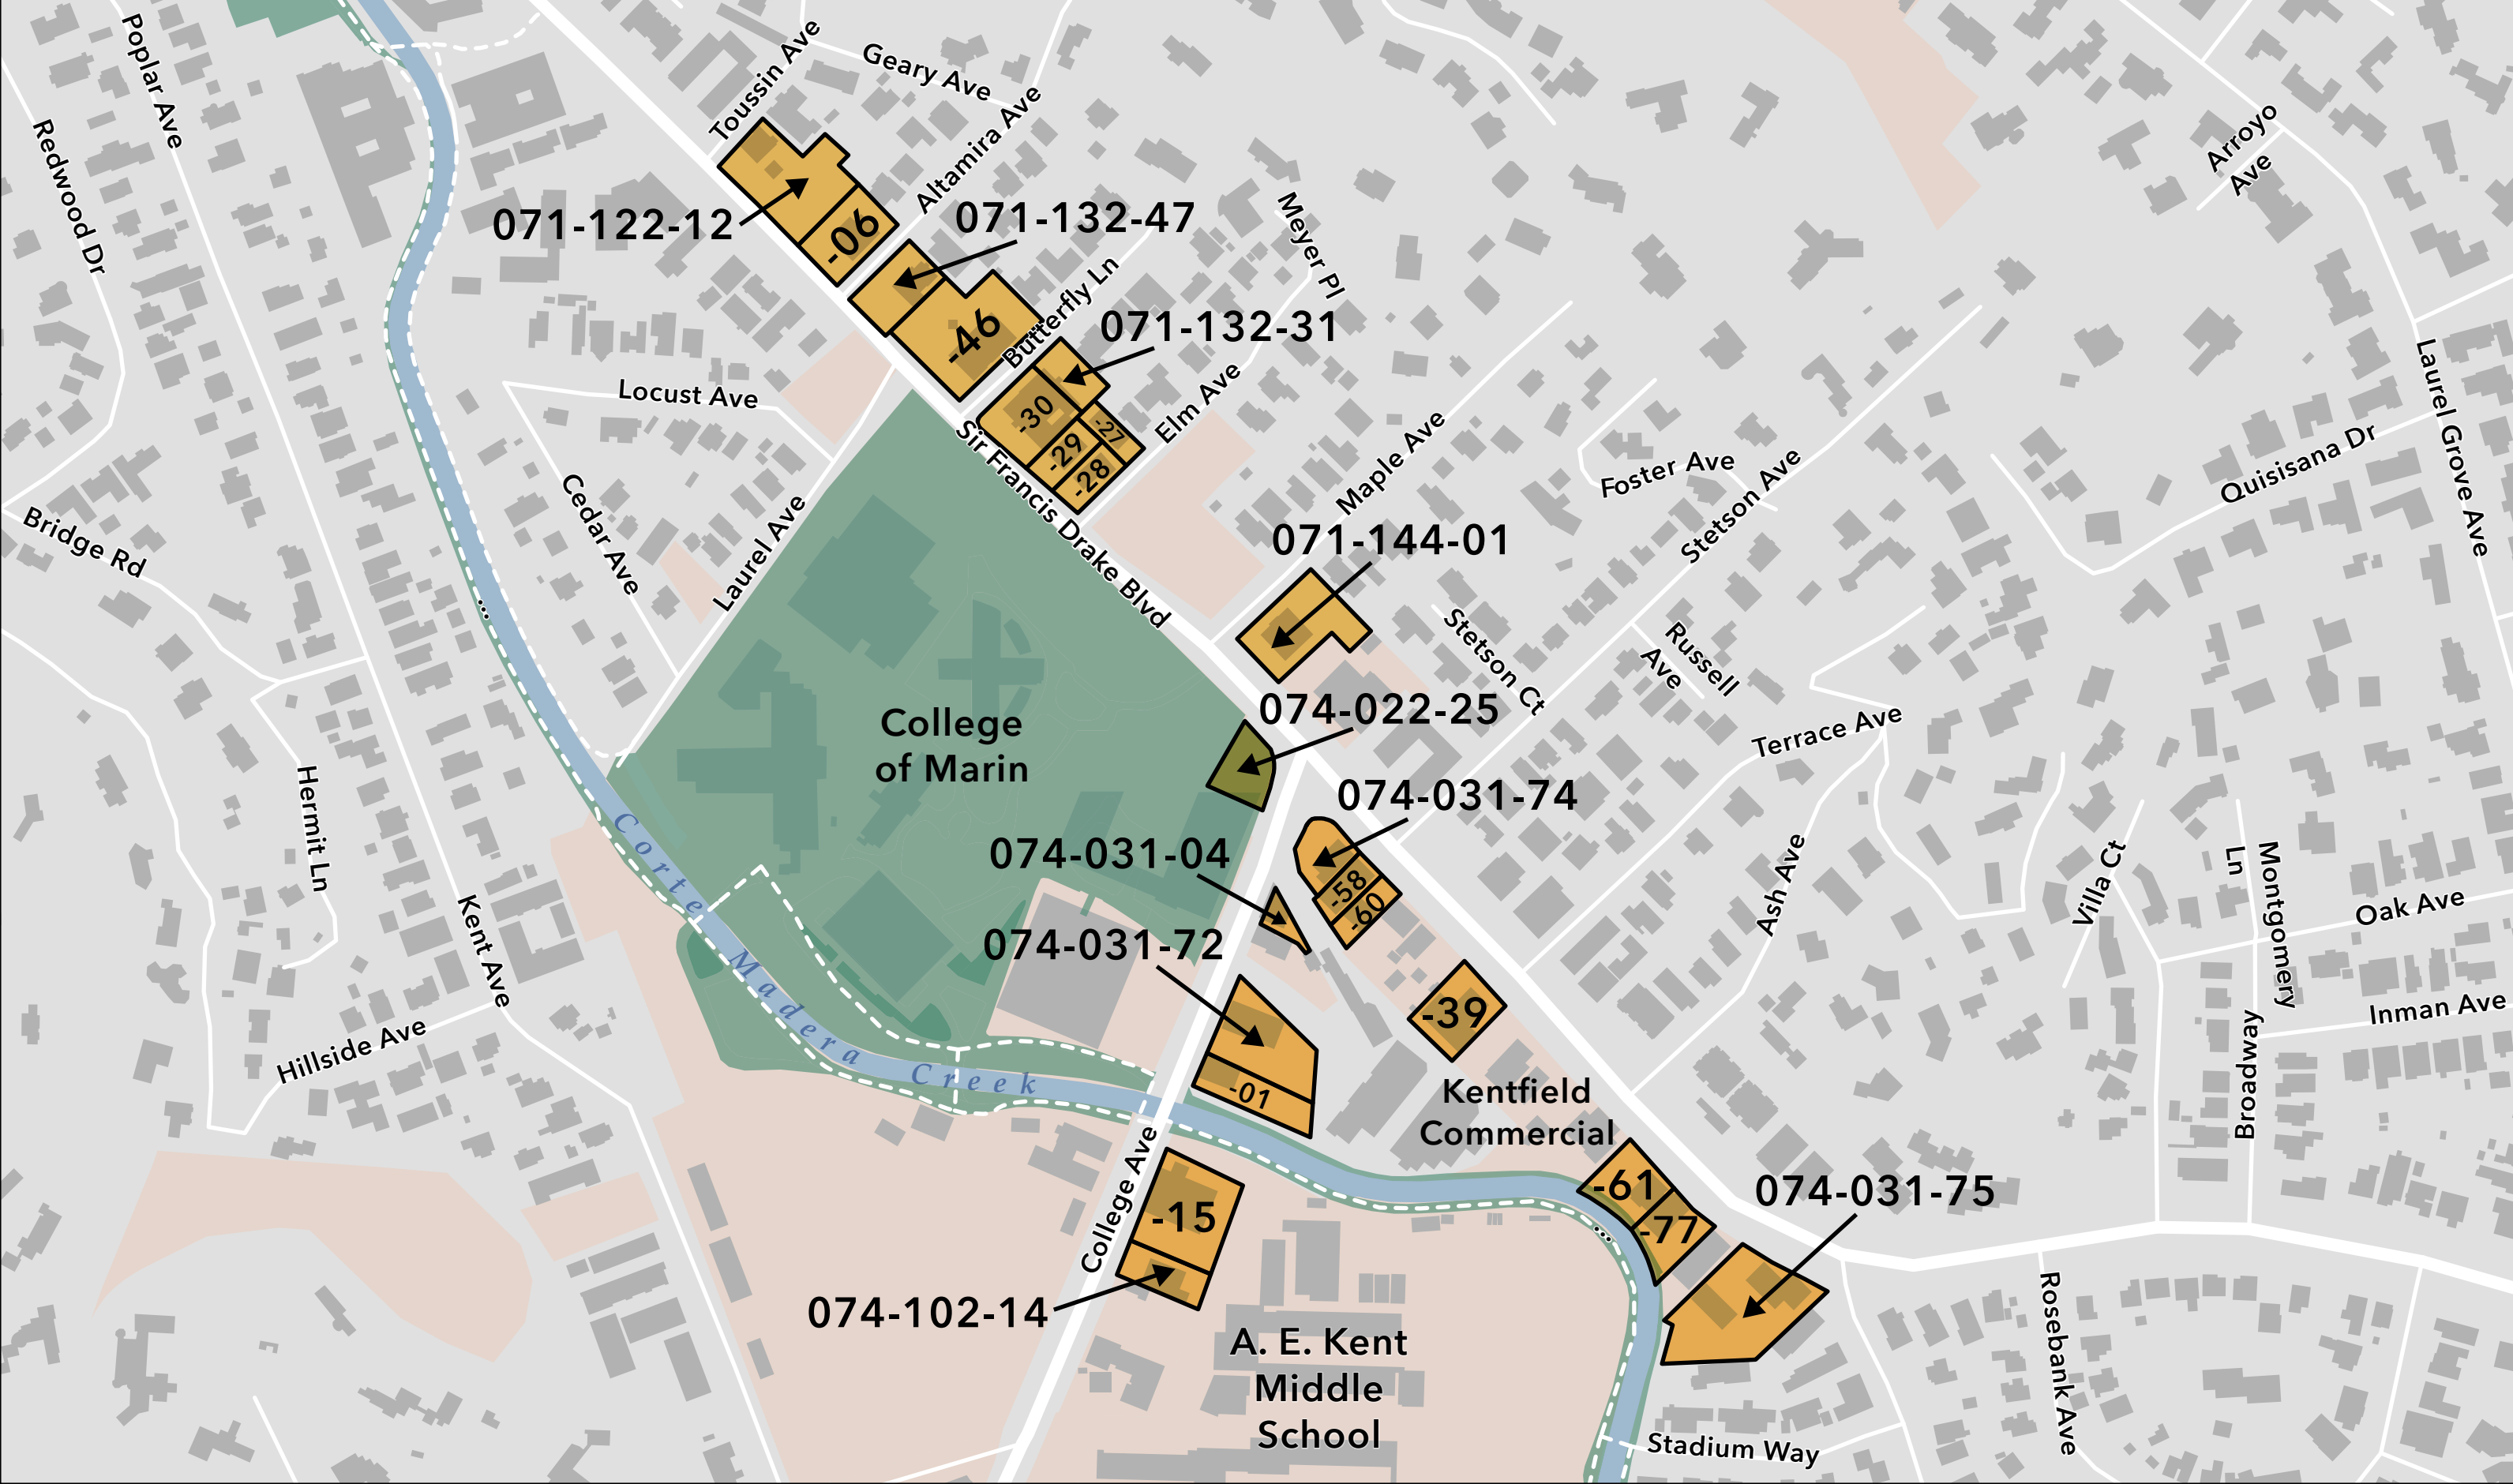 Poplar Ave
Redwood Dr
Toussin Ave
Geary Ave
Altamira Ave
Arroyo
Ave
071-122-12
-06
071-132-47
Meyer Pl
-46
Butterfly Ln
071-132-31
Locust Ave
-30
-27
-29
-28
Elm Ave
Sir Francis Drake Blvd
Maple Ave
Foster Ave
Stetson Ave
Quisisana Dr
Laurel Grove Ave
Bridge Rd
Cedar Ave
Laurel Ave
071-144-01
Stetson Ct
Russell
Ave
College
of Marin
074-022-25
Terrace Ave
Hermit Ln
074-031-74
074-031-04
-58
-60
Corte Madera Creek
Kent Ave
074-031-72
-01
-39
Ash Ave
Villa Ct
Montgomery
Ln
Oak Ave
Inman Ave
Broadway
Hillside Ave
Kentfield
Commercial
College Ave
-61
-77
074-031-75
-15
074-102-14
A. E. Kent
Middle
School
Rosebank Ave
Stadium Way